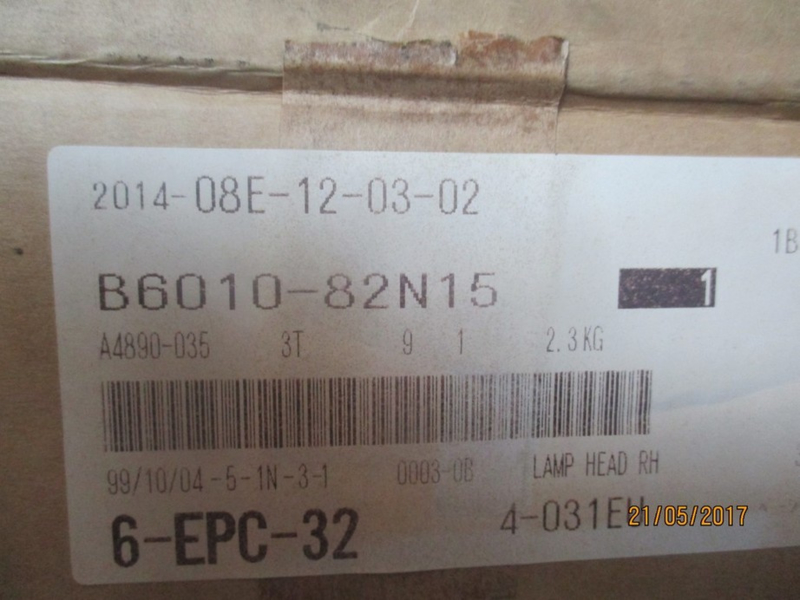 2014-08E-12-03-02
1B
B6010-82N15 1
A4890-035 3T 9 1 2.3KG
99/10/04-5-1N-3-1 0003-0B LAMP HEAD RH
6-EPC-32 4-031EH
21/05/2017